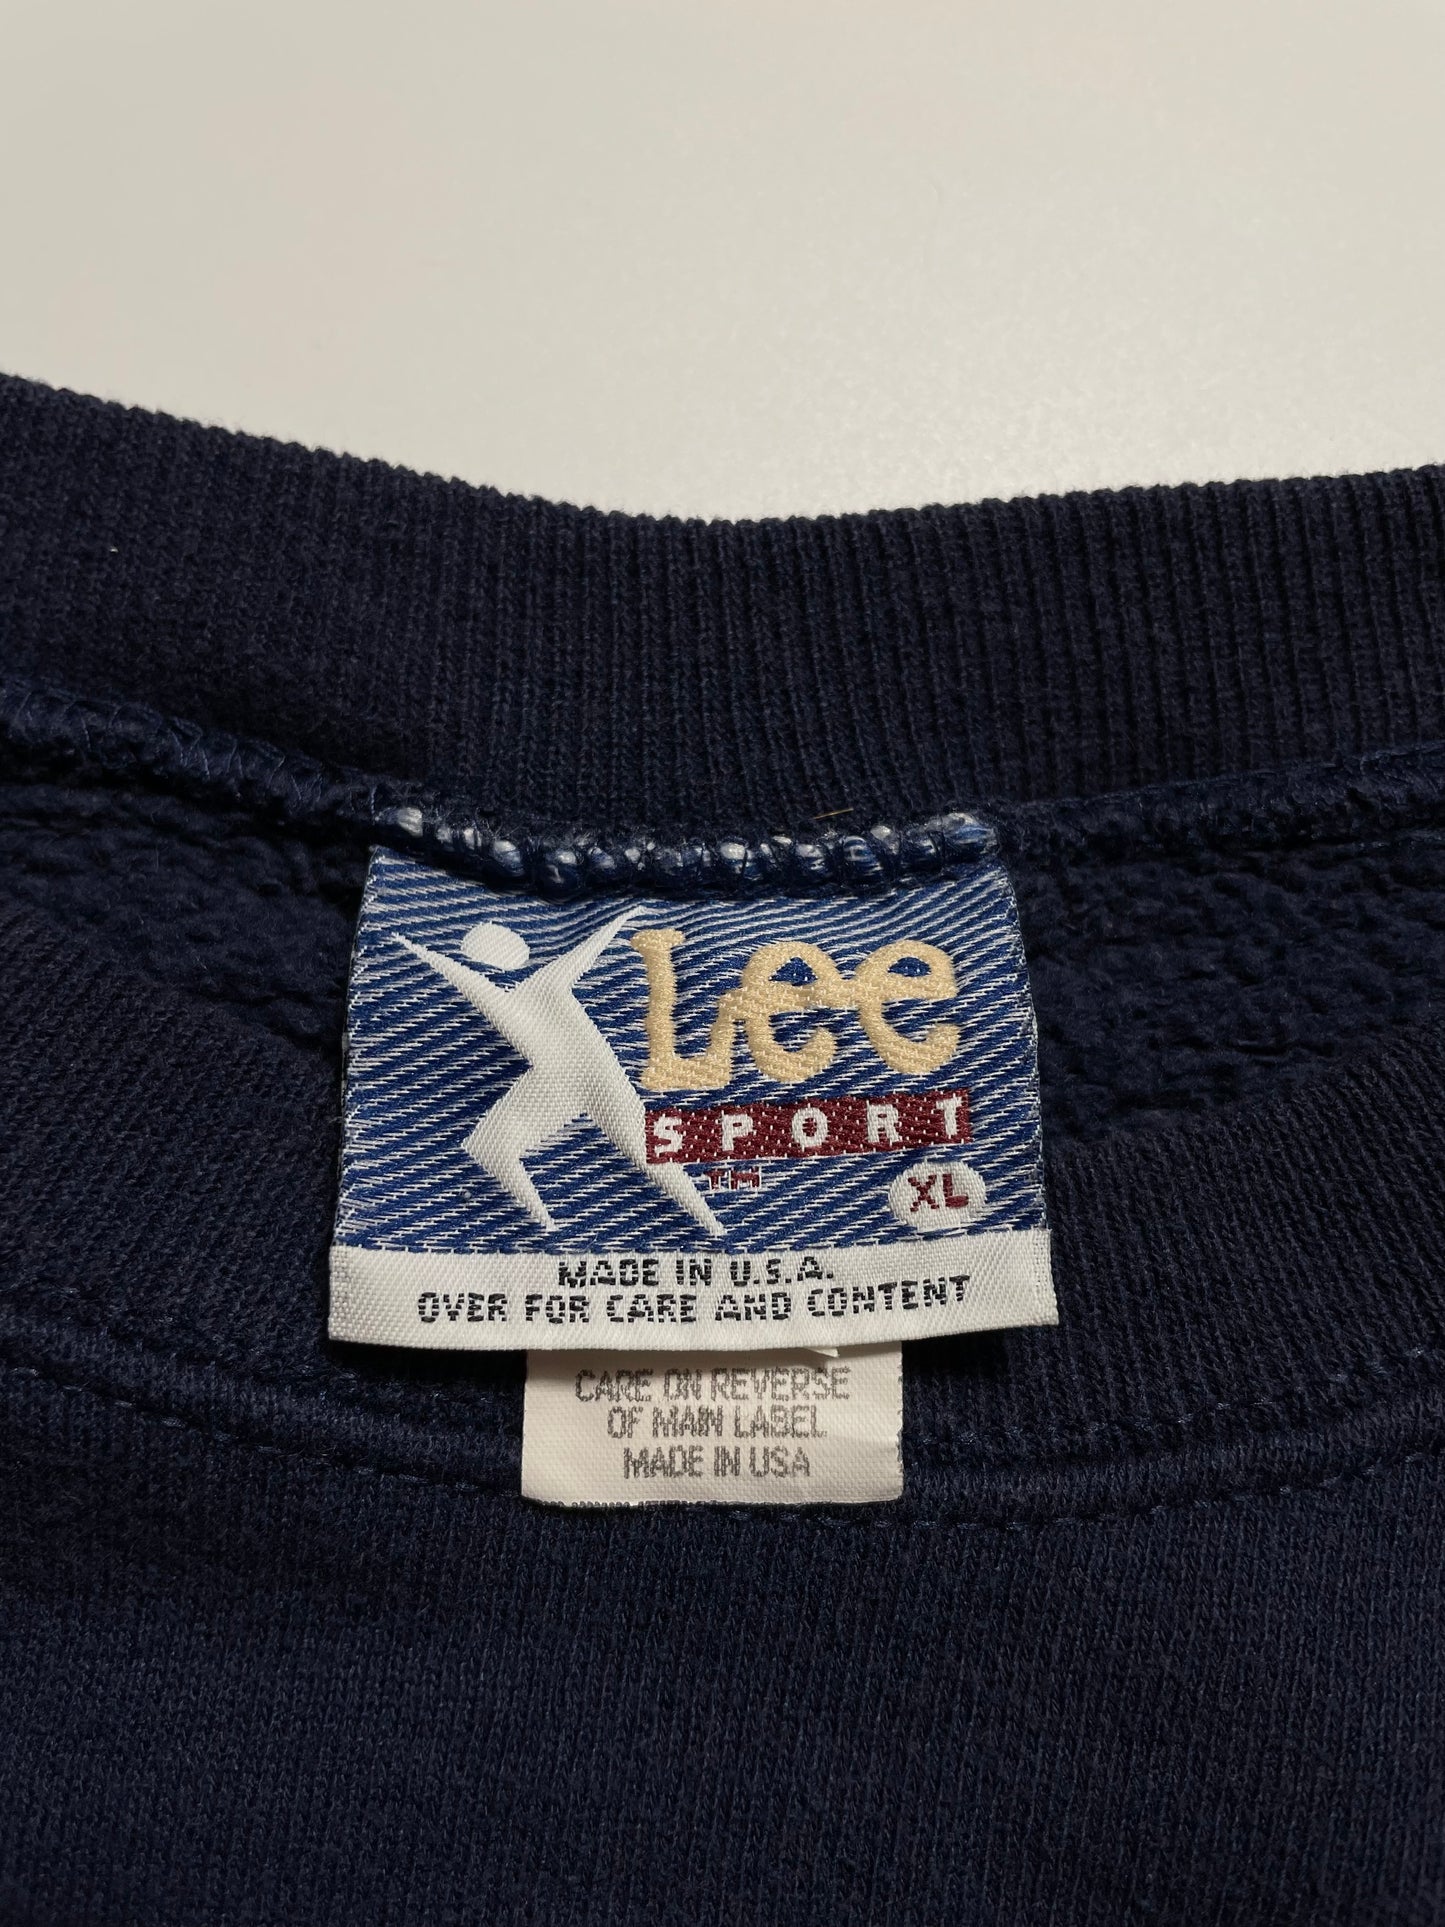 Lee
SPORT
TM
XL
MADE IN U.S.A.
OVER FOR CARE AND CONTENT
CARE ON REVERSE
OF MAIN LABEL
MADE IN USA